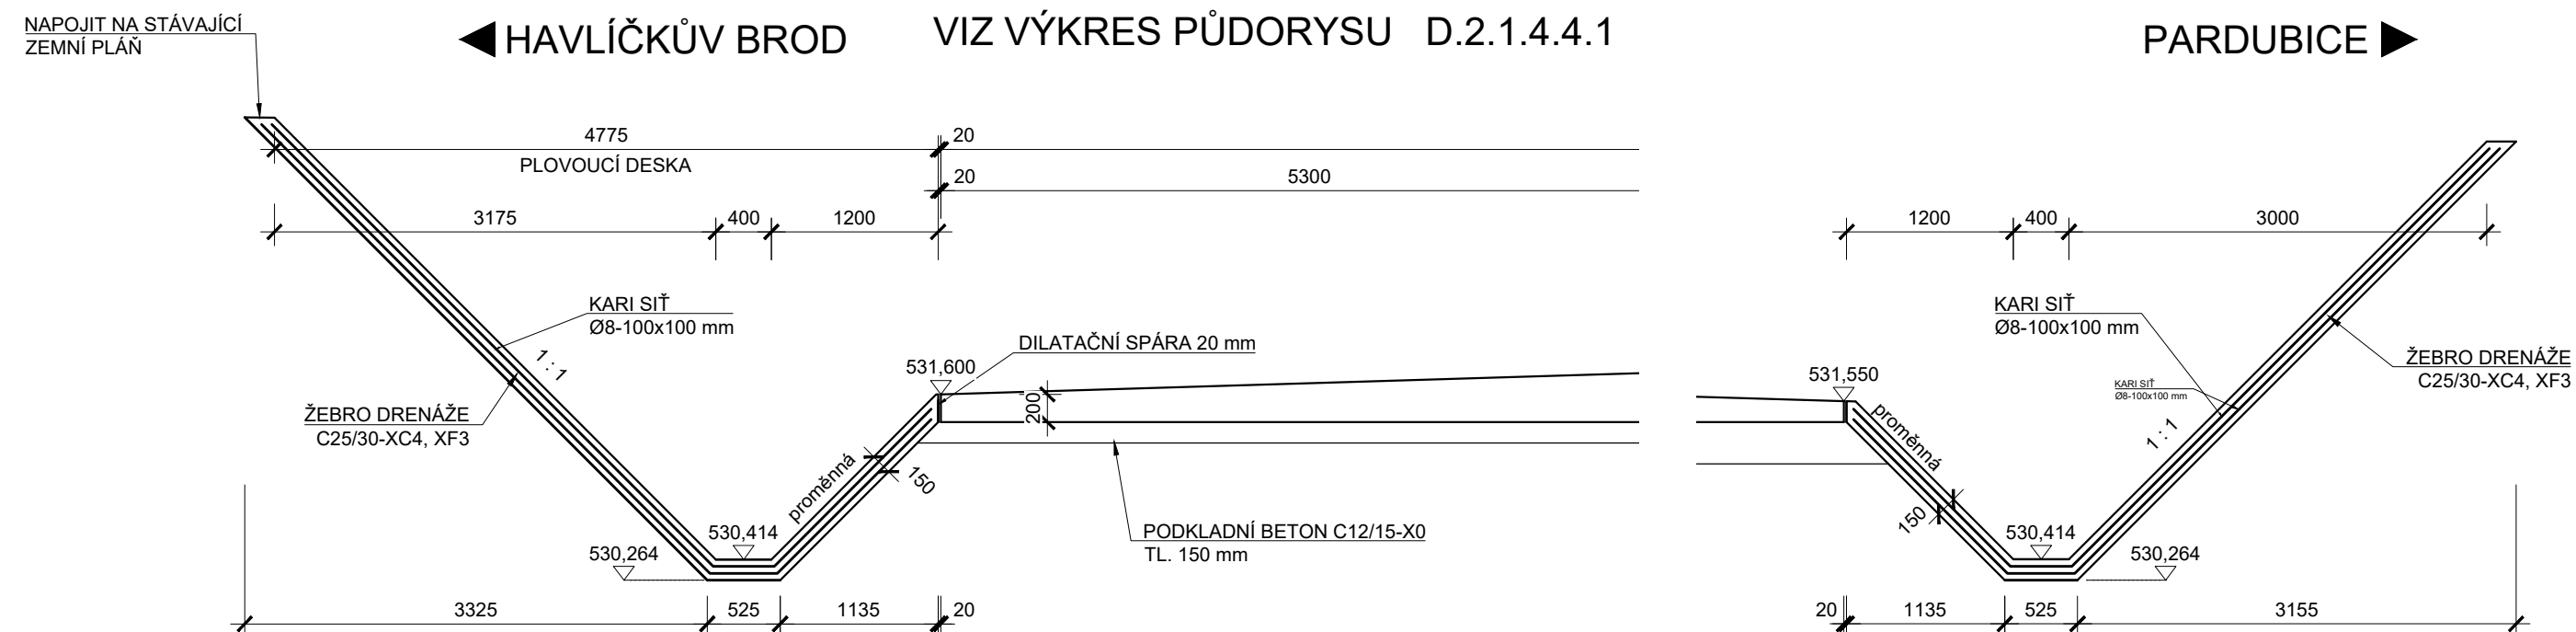 NAPOJIT NA STÁVAJÍCÍ
ZEMNÍ PLÁŇ
HAVLÍČKŮV BROD
VIZ VÝKRES PŮDORYSU D.2.1.4.4.1
PARDUBICE
4775
20
PLOVOUCÍ DESKA
20
5300
3175
400
1200
1200
400
3000
KARI SIŤ
Ø8-100x100 mm
1 : 1
ŽEBRO DRENÁŽE
C25/30-XC4, XF3
DILATAČNÍ SPÁRA 20 mm
531,600
200
proměnná
150
530,414
530,264
PODKLADNÍ BETON C12/15-X0
TL. 150 mm
3325
525
1135
20
KARI SIŤ
Ø8-100x100 mm
531,550
KARI SIŤ
Ø8-100x100 mm
ŽEBRO DRENÁŽE
C25/30-XC4, XF3
proměnná
1 : 1
150
530,414
530,264
20
1135
525
3155